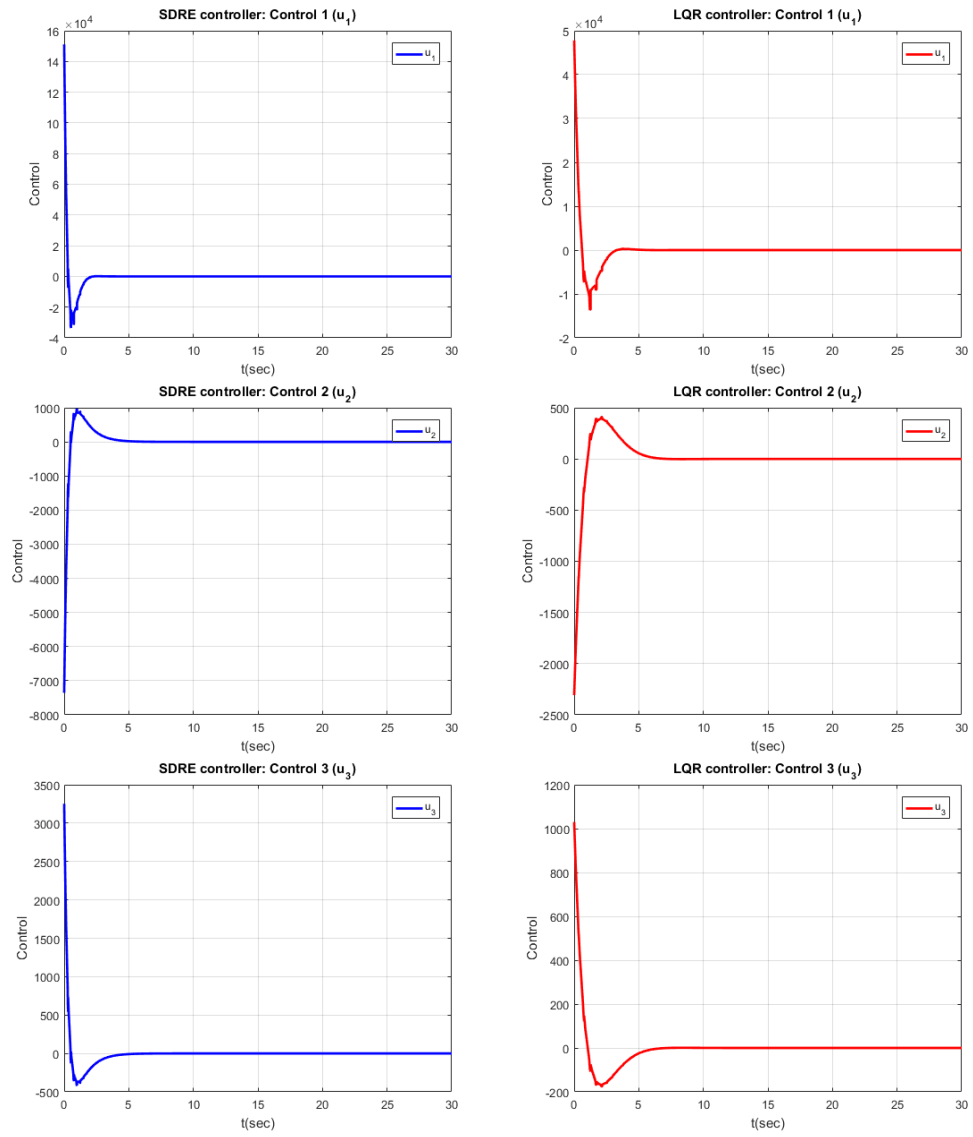 SDRE controller: Control 1 (u1)
×10^4
16
14
12
10
8
6
4
2
0
-2
-4
Control
u1
0 5 10 15 20 25 30
t(sec)
LQR controller: Control 1 (u1)
×10^4
5
4
3
2
1
0
-1
-2
Control
u1
0 5 10 15 20 25 30
t(sec)
SDRE controller: Control 2 (u2)
1000
0
-1000
-2000
-3000
-4000
-5000
-6000
-7000
-8000
Control
u2
0 5 10 15 20 25 30
t(sec)
LQR controller: Control 2 (u2)
500
0
-500
-1000
-1500
-2000
-2500
Control
u2
0 5 10 15 20 25 30
t(sec)
SDRE controller: Control 3 (u3)
3500
3000
2500
2000
1500
1000
500
0
-500
Control
u3
0 5 10 15 20 25 30
t(sec)
LQR controller: Control 3 (u3)
1200
1000
800
600
400
200
0
-200
Control
u3
0 5 10 15 20 25 30
t(sec)